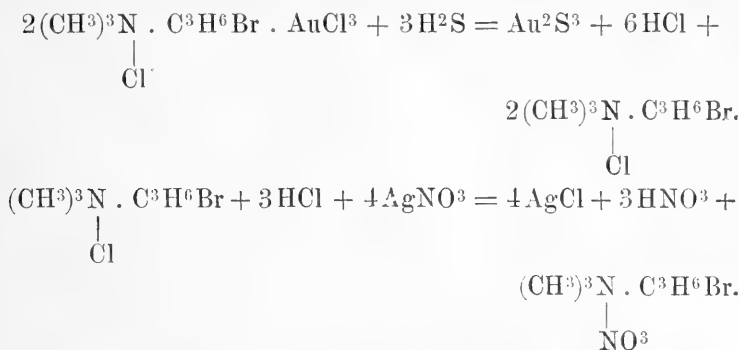 2(CH³)³N . C³H⁶Br . AuCl³ + 3H²S = Au²S³ + 6HCl +
Cl
2(CH³)³N . C³H⁶Br.
Cl
(CH³)³N . C³H⁶Br + 3HCl + 4AgNO³ = 4AgCl + 3HNO³ +
Cl
(CH³)³N . C³H⁶Br.
NO³